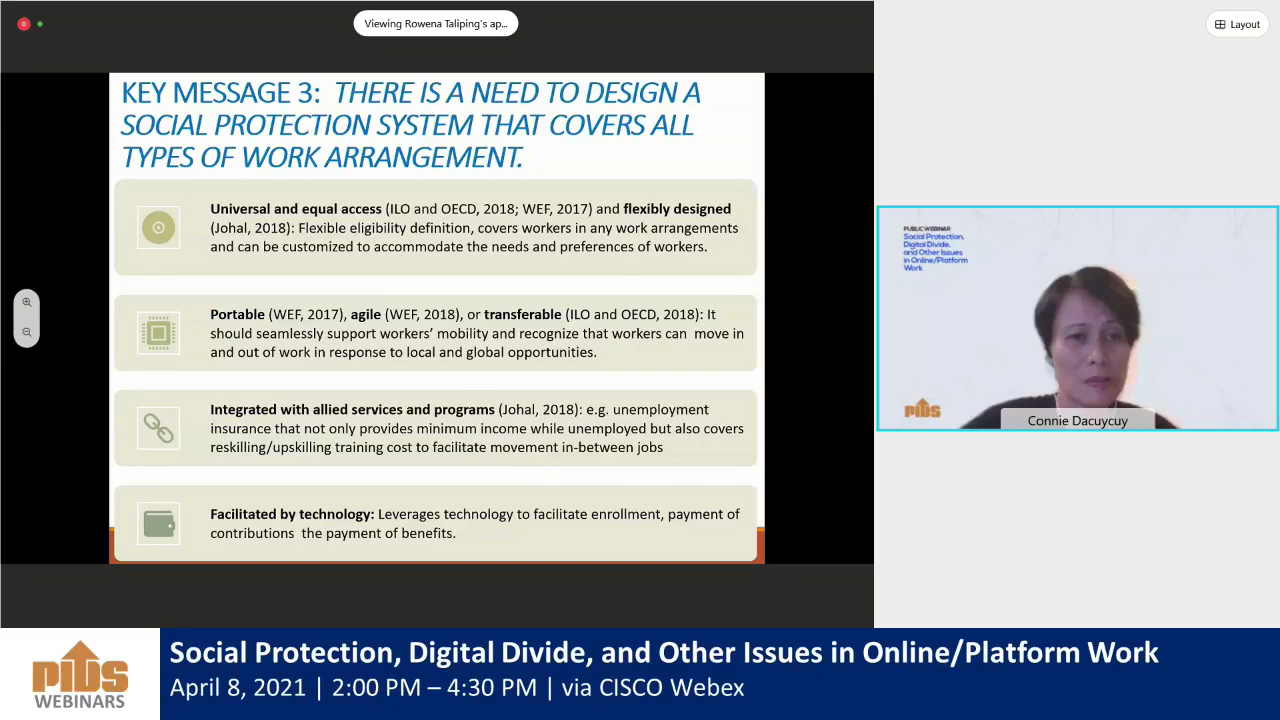 Viewing Rowena Taliping's ap...
Layout
KEY MESSAGE 3: THERE IS A NEED TO DESIGN A
SOCIAL PROTECTION SYSTEM THAT COVERS ALL
TYPES OF WORK ARRANGEMENT.
Universal and equal access (ILO and OECD, 2018; WEF, 2017) and flexibly designed
(Johal, 2018): Flexible eligibility definition, covers workers in any work arrangements
and can be customized to accommodate the needs and preferences of workers.
Portable (WEF, 2017), agile (WEF, 2018), or transferable (ILO and OECD, 2018): It
should seamlessly support workers' mobility and recognize that workers can move in
and out of work in response to local and global opportunities.
Integrated with allied services and programs (Johal, 2018): e.g. unemployment
insurance that not only provides minimum income while unemployed but also covers
reskilling/upskilling training cost to facilitate movement in-between jobs
Facilitated by technology: Leverages technology to facilitate enrollment, payment of
contributions the payment of benefits.
PUBLIC WEBINAR
Social Protection,
Digital Divide,
and Other Issues
in Online/Platform
Work
PIDS
Connie Dacuycuy
PIDS
WEBINARS
Social Protection, Digital Divide, and Other Issues in Online/Platform Work
April 8, 2021 | 2:00 PM – 4:30 PM | via CISCO Webex